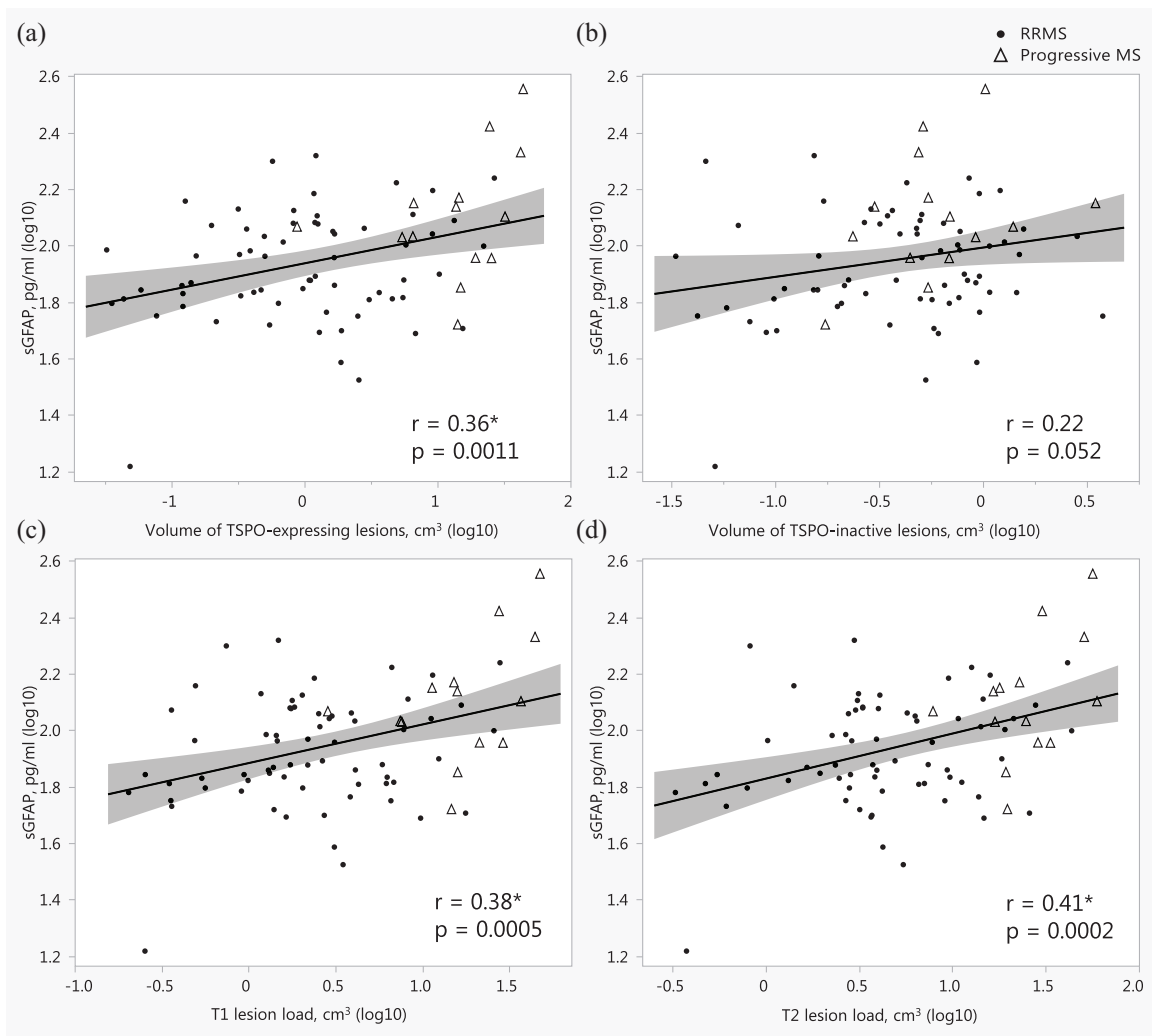 (a)
(b)
RRMS
Progressive MS
sGFAP, pg/ml (log10)
2.6
2.4
2.2
2.0
1.8
1.6
1.4
1.2
r = 0.36*
p = 0.0011
-1
0
1
2
Volume of TSPO-expressing lesions, cm³ (log10)
sGFAP, pg/ml (log10)
2.6
2.4
2.2
2.0
1.8
1.6
1.4
1.2
r = 0.22
p = 0.052
-1.5
-1.0
-0.5
0
0.5
Volume of TSPO-inactive lesions, cm³ (log10)
(c)
(d)
sGFAP, pg/ml (log10)
2.6
2.4
2.2
2.0
1.8
1.6
1.4
1.2
r = 0.38*
p = 0.0005
-1.0
-0.5
0
0.5
1.0
1.5
T1 lesion load, cm³ (log10)
sGFAP, pg/ml (log10)
2.6
2.4
2.2
2.0
1.8
1.6
1.4
1.2
r = 0.41*
p = 0.0002
-0.5
0
0.5
1.0
1.5
2.0
T2 lesion load, cm³ (log10)